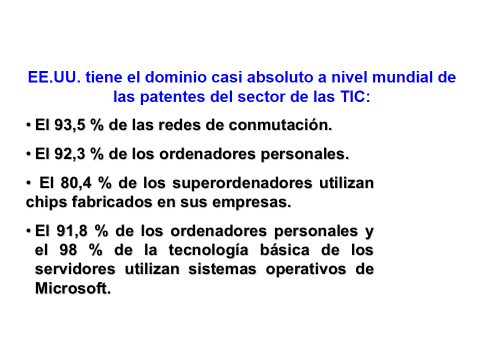 EE.UU. tiene el dominio casi absoluto a nivel mundial de
las patentes del sector de las TIC:
• El 93,5 % de las redes de conmutación.
• El 92,3 % de los ordenadores personales.
• El 80,4 % de los superordenadores utilizan
chips fabricados en sus empresas.
• El 91,8 % de los ordenadores personales y
el 98 % de la tecnología básica de los
servidores utilizan sistemas operativos de
Microsoft.